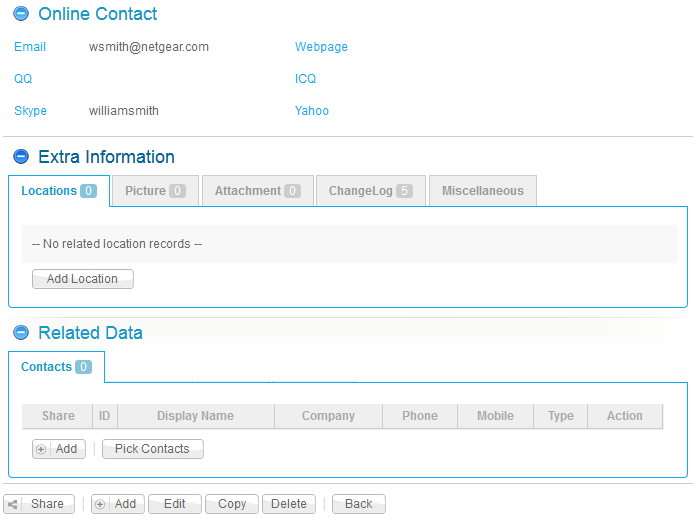 Online Contact
Email wsmith@netgear.com Webpage
QQ ICQ
Skype williamsmith Yahoo
Extra Information
Locations 0 Picture 0 Attachment 0 ChangeLog 5 Miscellaneous
-- No related location records --
Add Location
Related Data
Contacts 0
Share ID Display Name Company Phone Mobile Type Action
Add | Pick Contacts
Share | Add Edit Copy Delete | Back